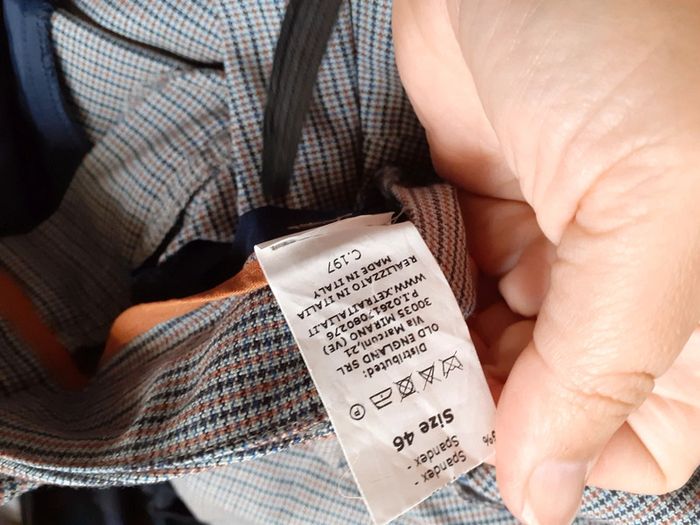 %
Spandex -
Spandex -
Size 46
Distributed:
OLD ENGLAND SRL
Via Marconi,21
30035 MIRANO (VE)
P.I.02617080276
WWW.XETRAITALIA.IT
REALIZZATO IN ITALIA
MADE IN ITALY
C.197